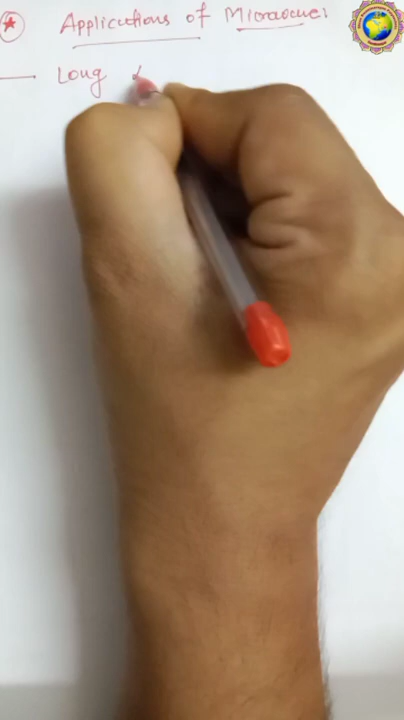 * Applications of Microwaves
— Long d